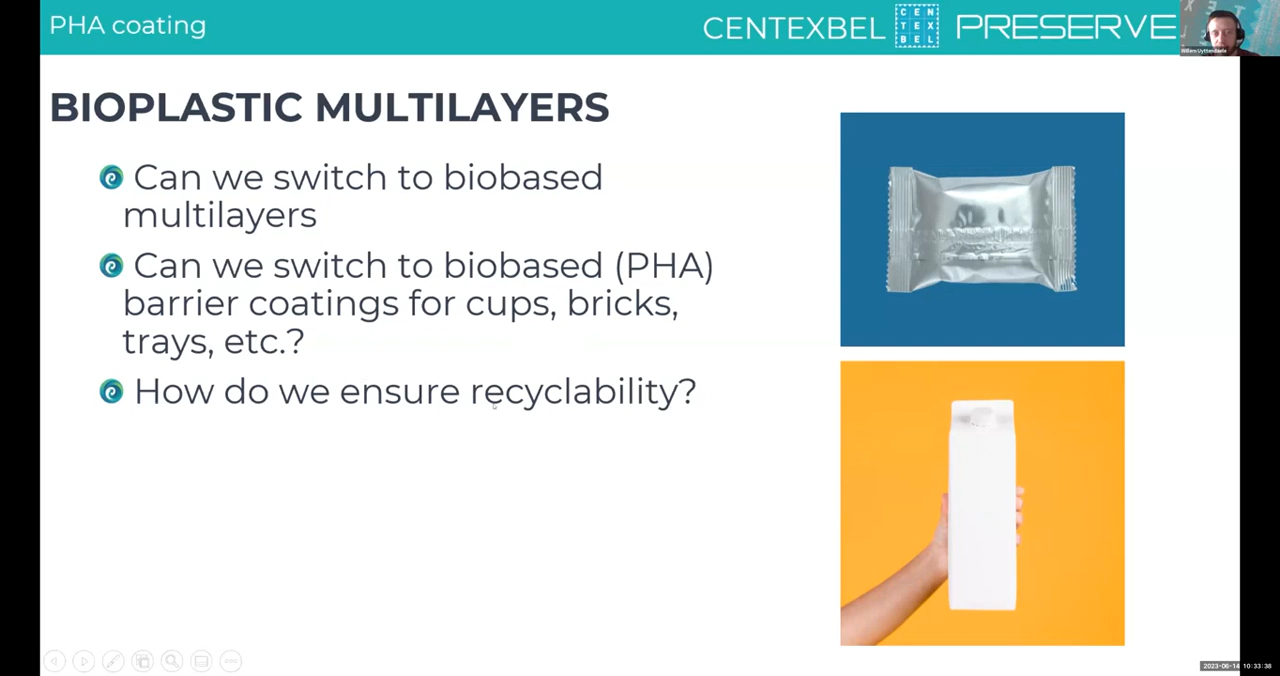 PHA coating
CENTEXBEL
CEN
TEX
BEL
PRESERVE
BIOPLASTIC MULTILAYERS
Can we switch to biobased
multilayers
Can we switch to biobased (PHA)
barrier coatings for cups, bricks,
trays, etc.?
How do we ensure recyclability?
2023-06-14 10:33:38